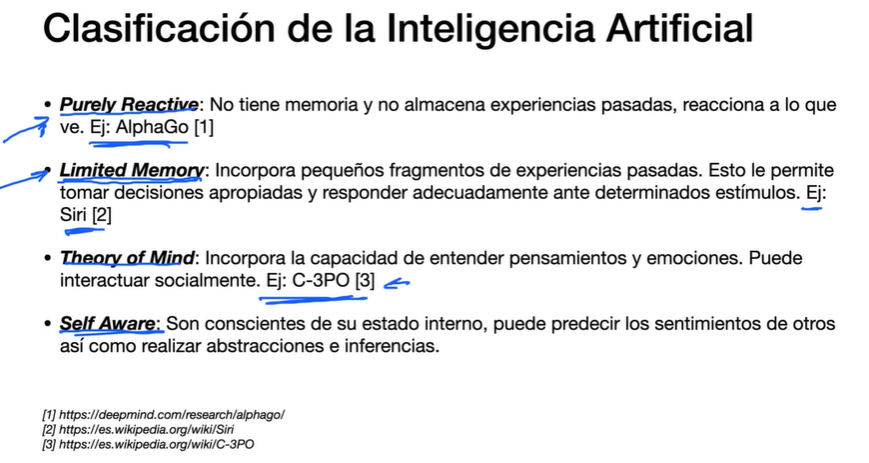 Clasificación de la Inteligencia Artificial
• Purely Reactive: No tiene memoria y no almacena experiencias pasadas, reacciona a lo que
ve. Ej: AlphaGo [1]
• Limited Memory: Incorpora pequeños fragmentos de experiencias pasadas. Esto le permite
tomar decisiones apropiadas y responder adecuadamente ante determinados estímulos. Ej:
Siri [2]
• Theory of Mind: Incorpora la capacidad de entender pensamientos y emociones. Puede
interactuar socialmente. Ej: C-3PO [3]
• Self Aware: Son conscientes de su estado interno, puede predecir los sentimientos de otros
así como realizar abstracciones e inferencias.
[1] https://deepmind.com/research/alphago/
[2] https://es.wikipedia.org/wiki/Siri
[3] https://es.wikipedia.org/wiki/C-3PO